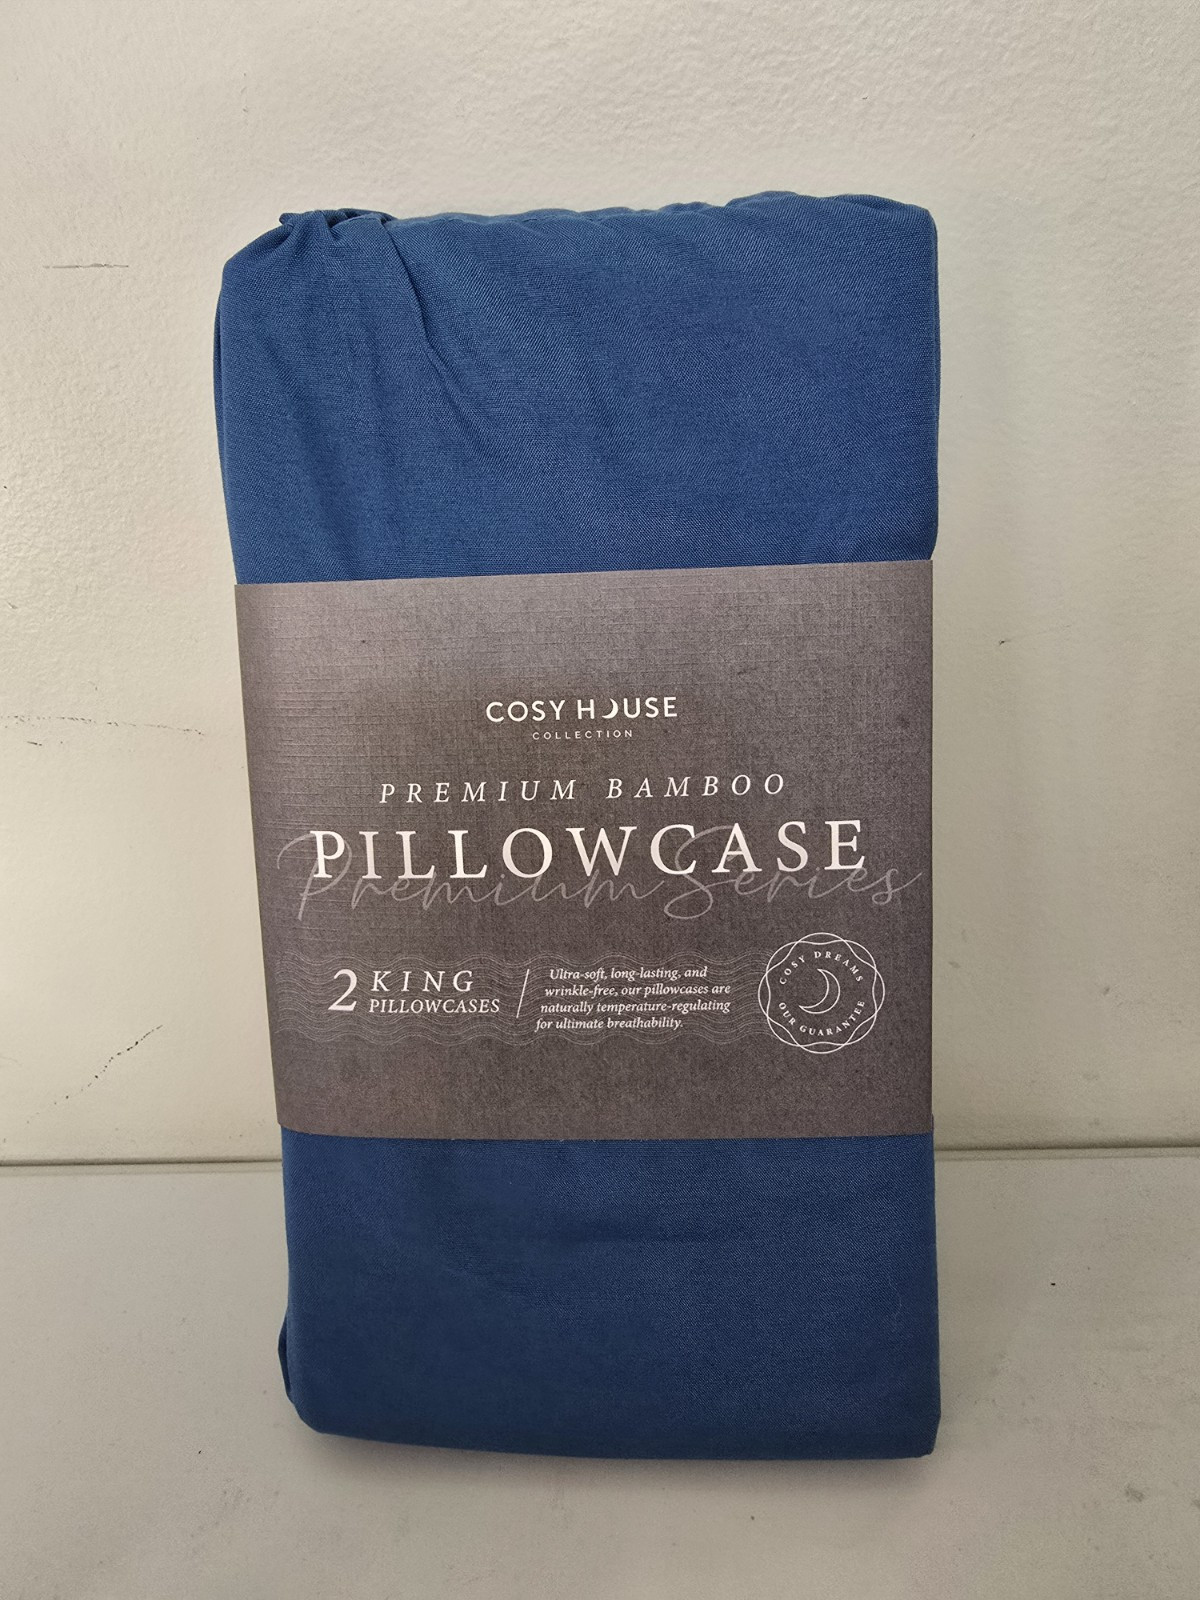 COSY HOUSE
COLLECTION
PREMIUM BAMBOO
PILLOWCASE
Premium Series
2 KING
PILLOWCASES
Ultra-soft, long-lasting, and
wrinkle-free, our pillowcases are
naturally temperature-regulating
for ultimate breathability.
COSY DREAMS
OUR GUARANTEE